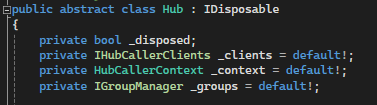 public abstract class Hub : IDisposable
{
private bool _disposed;
private IHubCallerClients _clients = default!;
private HubCallerContext _context = default!;
private IGroupManager _groups = default!;